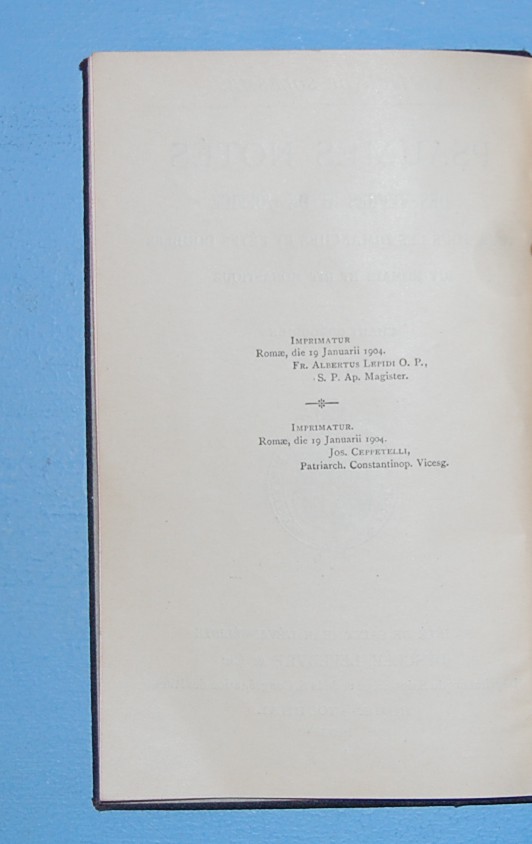 IMPRIMATUR
Romæ, die 19 Januarii 1904.
FR. ALBERTUS LEPIDI O. P.,
S. P. Ap. Magister.
IMPRIMATUR.
Romæ, die 19 Januarii 1904.
JOS. CEPPETELLI,
Patriarch. Constantinop. Vicesg.